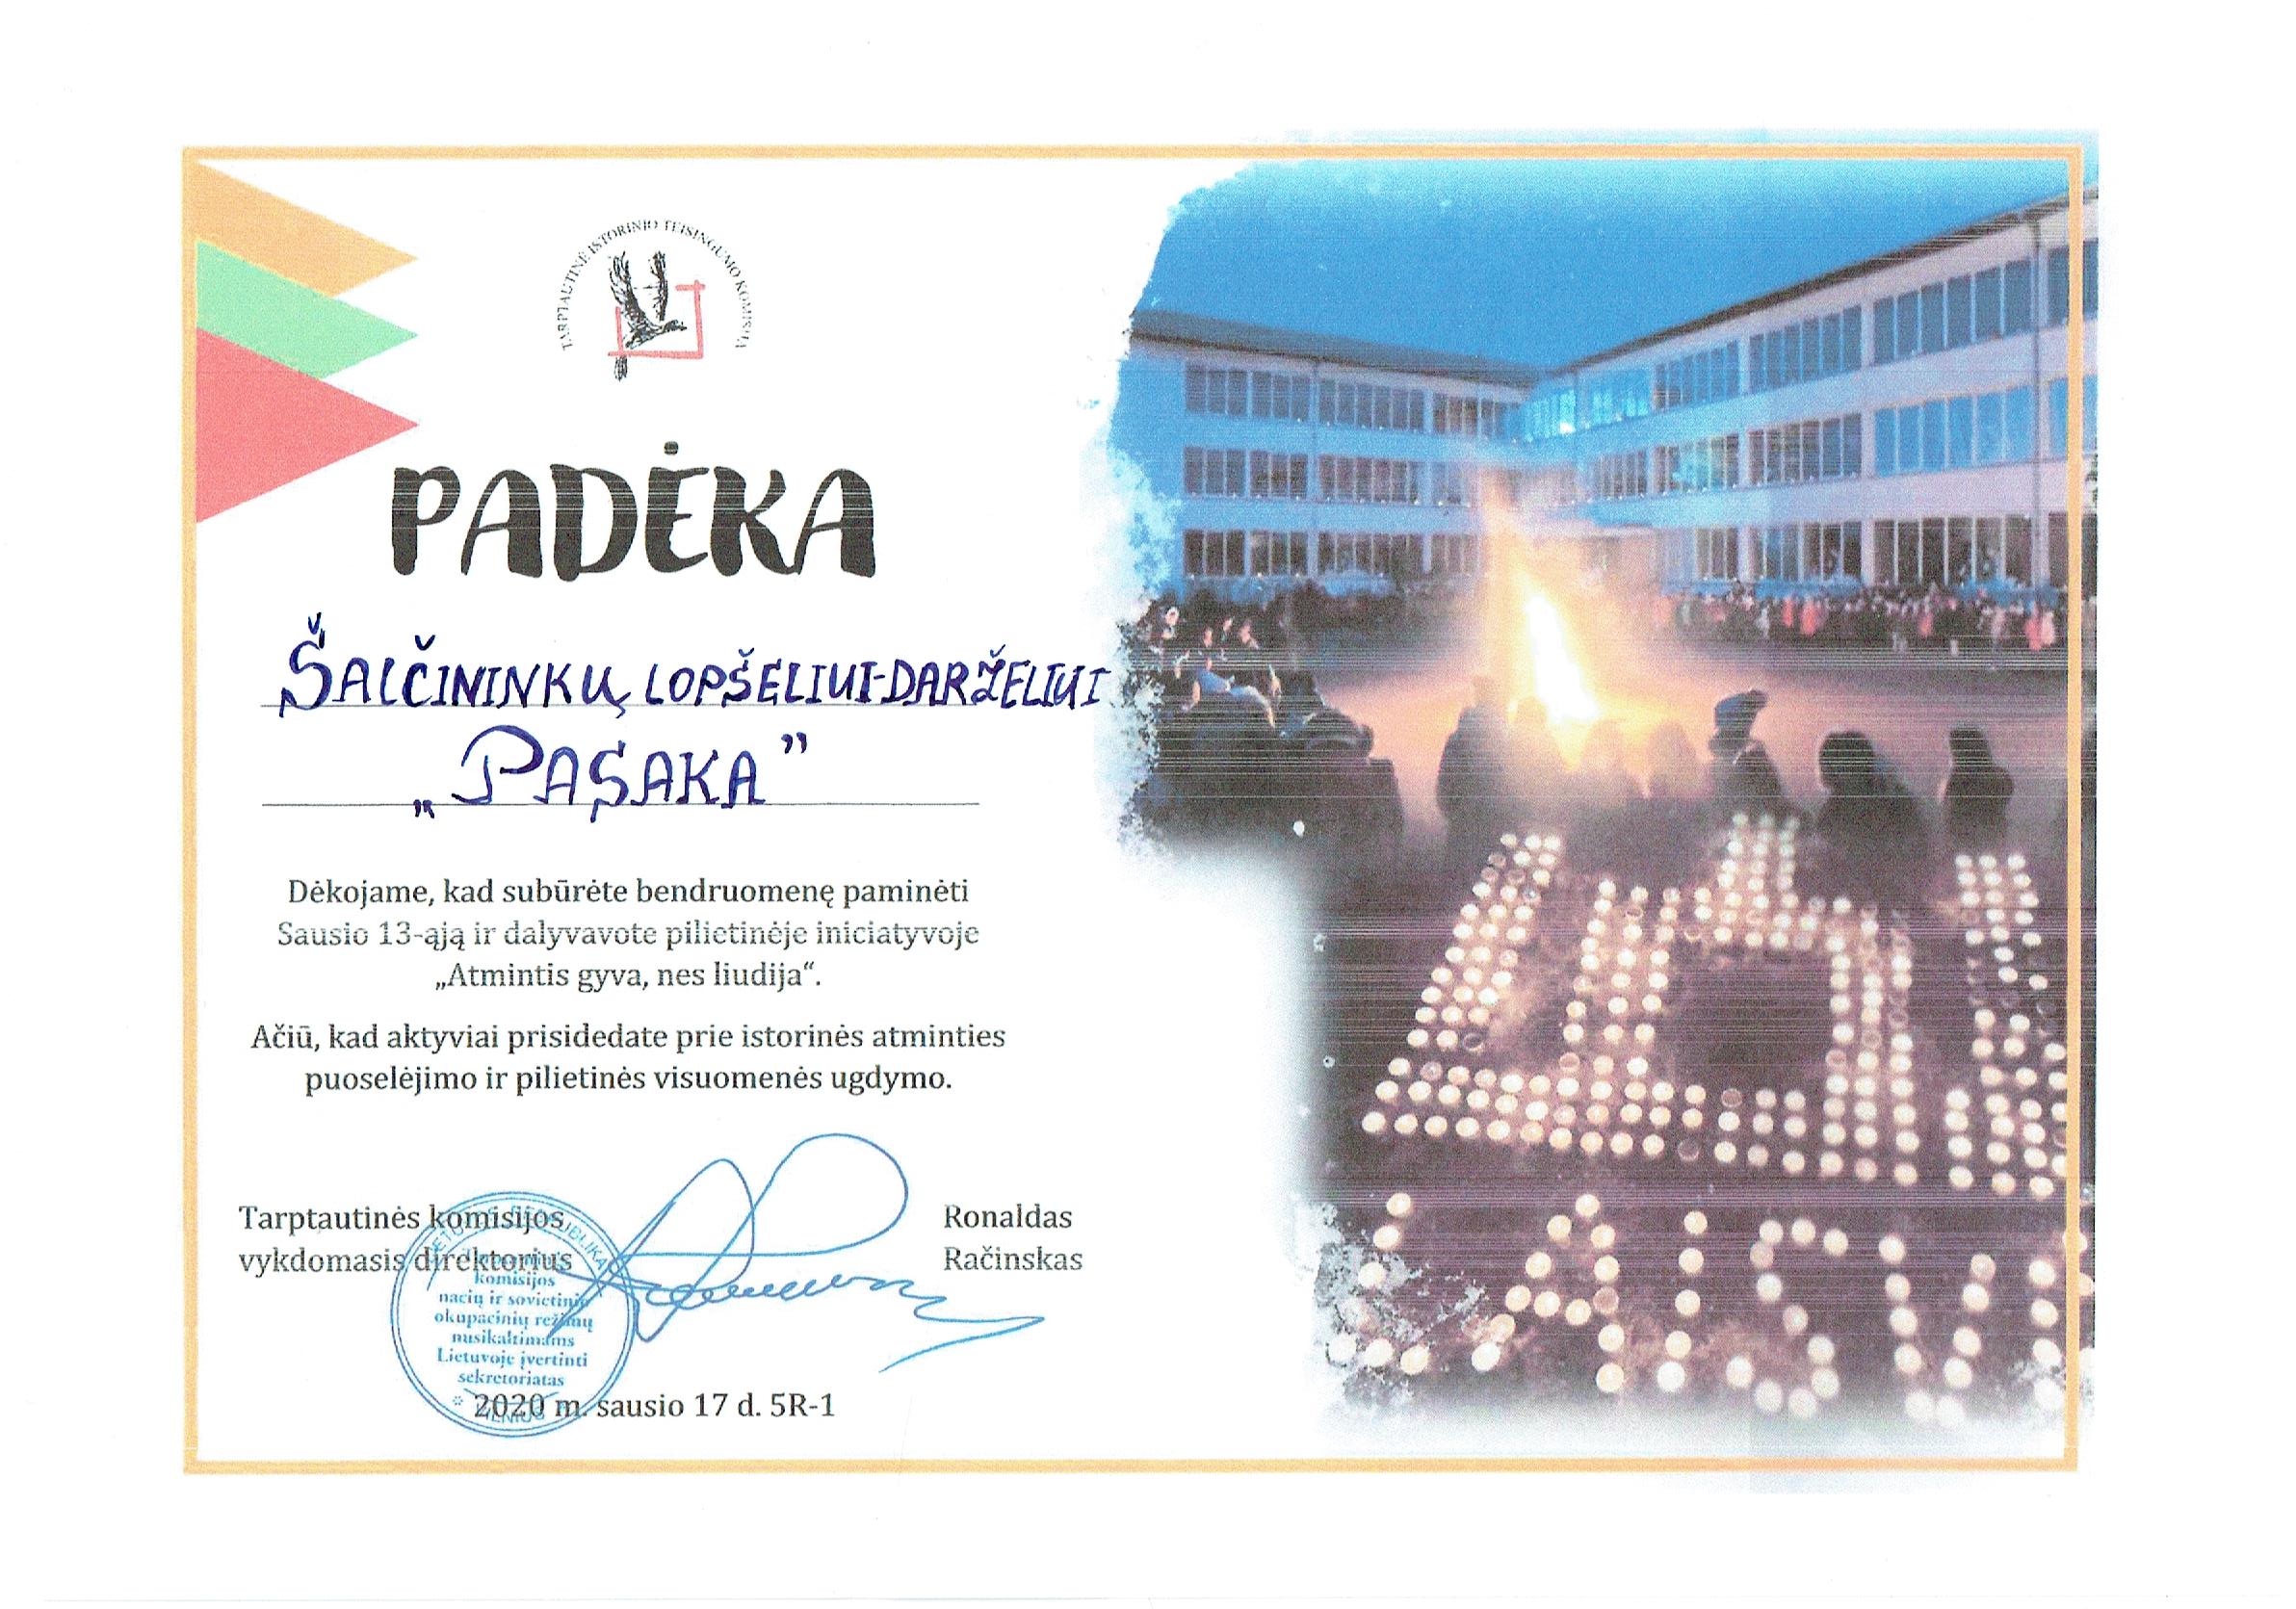 TARPTAUTINĖ ISTORINIO TEISINGUMO KOMISIJA
PADĖKA
ŠALČININKŲ LOPŠELIUI-DARŽELIUI
„PASAKA”
Dėkojame, kad subūrėte bendruomenę paminėti
Sausio 13-ąją ir dalyvavote pilietinėje iniciatyvoje
„Atmintis gyva, nes liudija“.
Ačiū, kad aktyviai prisidedate prie istorinės atminties
puoselėjimo ir pilietinės visuomenės ugdymo.
Tarptautinės komisijos
vykdomasis direktorius
Ronaldas
Račinskas
LIETUVOS RESPUBLIKA
komisijos
nacių ir sovietinio
okupacinių režimų
nusikaltimams
Lietuvoje įvertinti
sekretoriatas
VILNIUS
2020 m. sausio 17 d. 5R-1